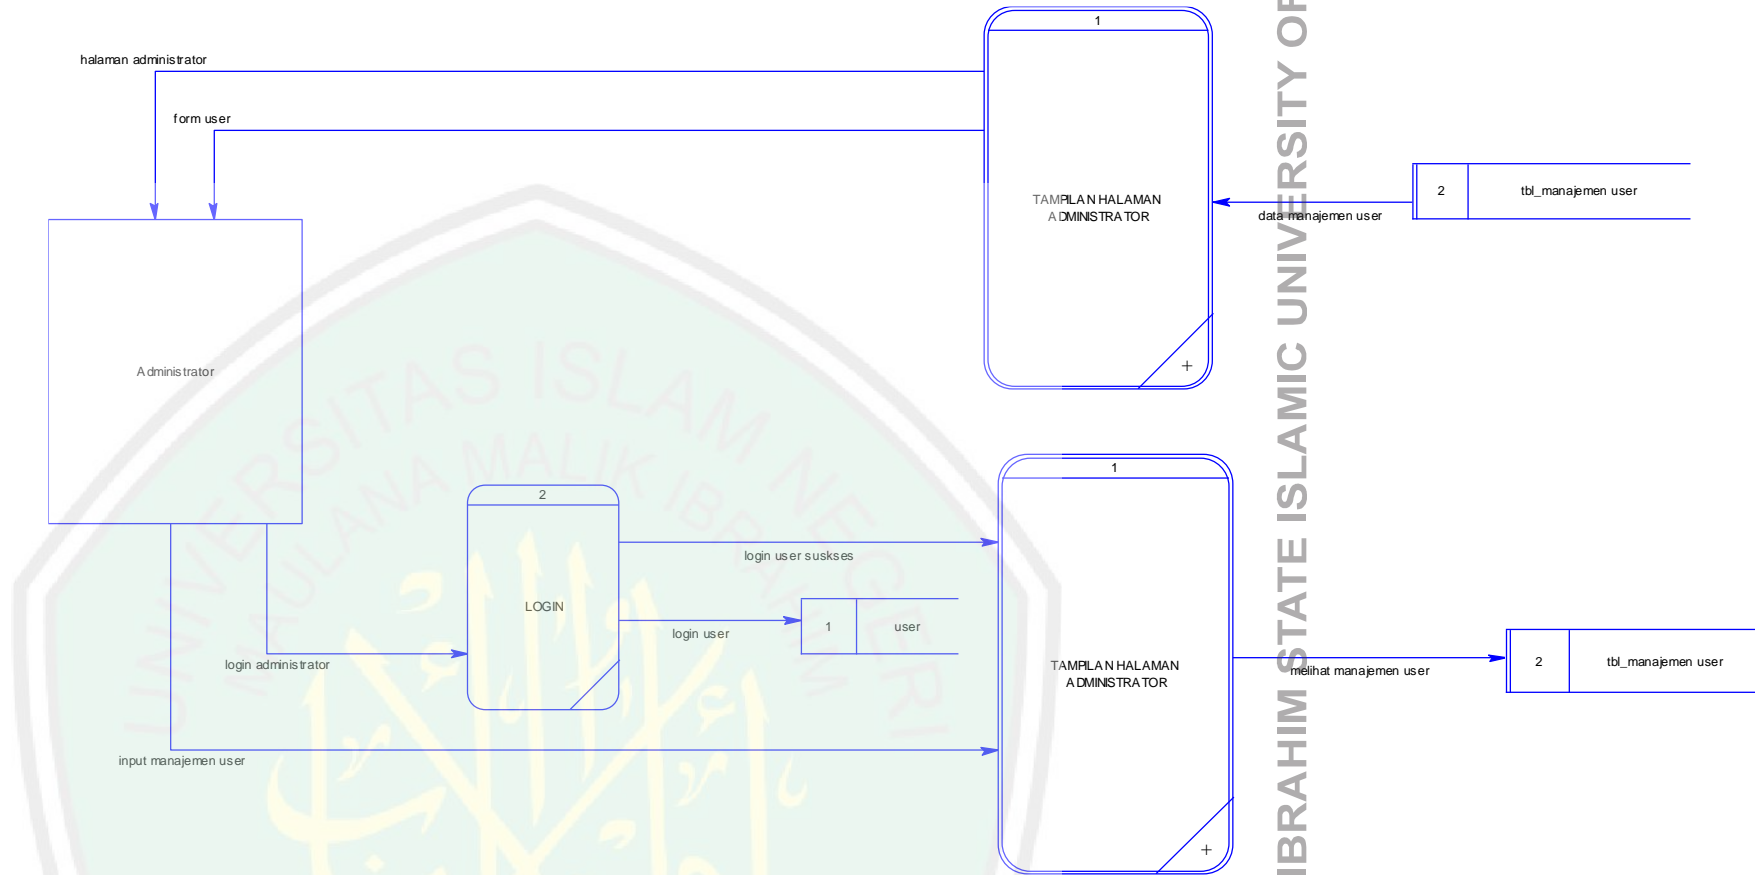 1
halaman administrator
form user
TAMPILAN HALAMAN
ADMINISTRATOR
2
tbl_manajemen user
data manajemen user
Administrator
1
2
login user suskses
LOGIN
1
user
login user
login administrator
TAMPILAN HALAMAN
ADMINISTRATOR
2
tbl_manajemen user
melihat manajemen user
input manajemen user
+
+
UNIVERSITAS ISLAM NEGERI
MAULANA MALIK IBRAHIM
IBRAHIM STATE ISLAMIC UNIVERSITY OF